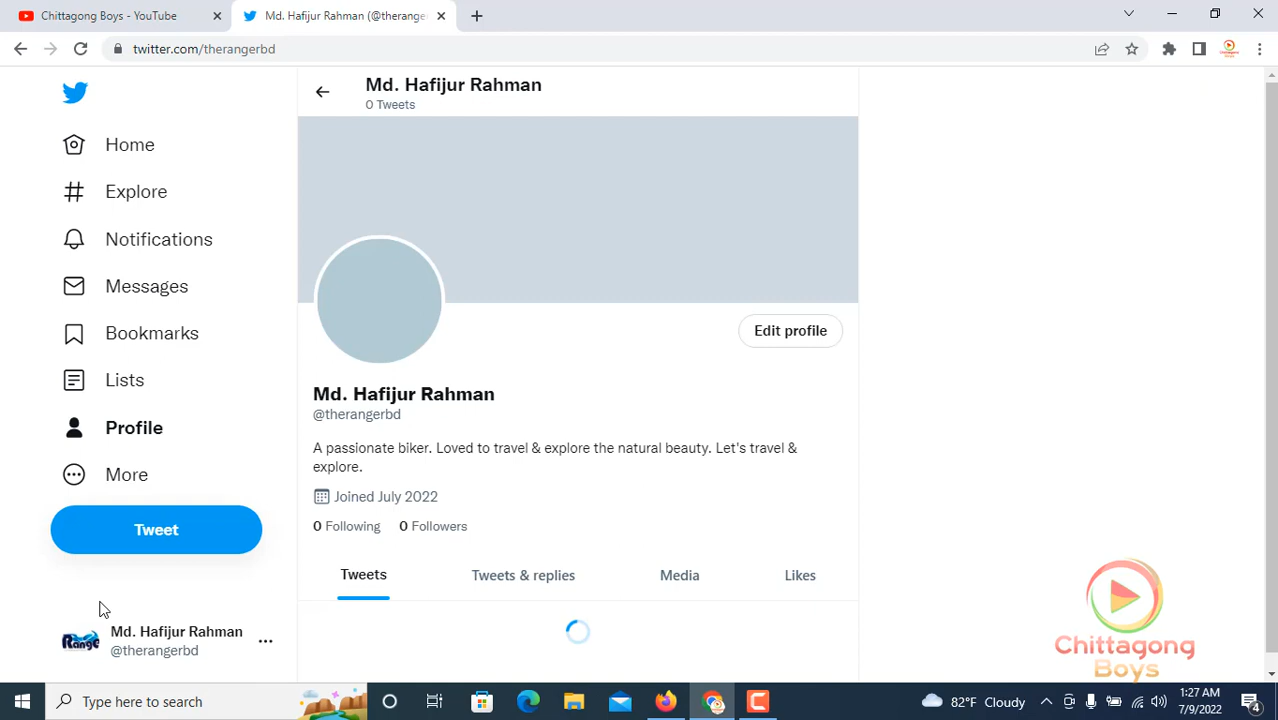 Chittagong Boys - YouTube
Md. Hafijur Rahman (@therange
twitter.com/therangerbd
Md. Hafijur Rahman
0 Tweets
Home
Explore
Notifications
Messages
Bookmarks
Lists
Profile
More
Tweet
Md. Hafijur Rahman
@therangerbd
Range
Edit profile
Md. Hafijur Rahman
@therangerbd
A passionate biker. Loved to travel & explore the natural beauty. Let's travel &
explore.
Joined July 2022
0 Following 0 Followers
Tweets Tweets & replies Media Likes
Chittagong
Boys
Type here to search
82°F Cloudy
1:27 AM
7/9/2022
4